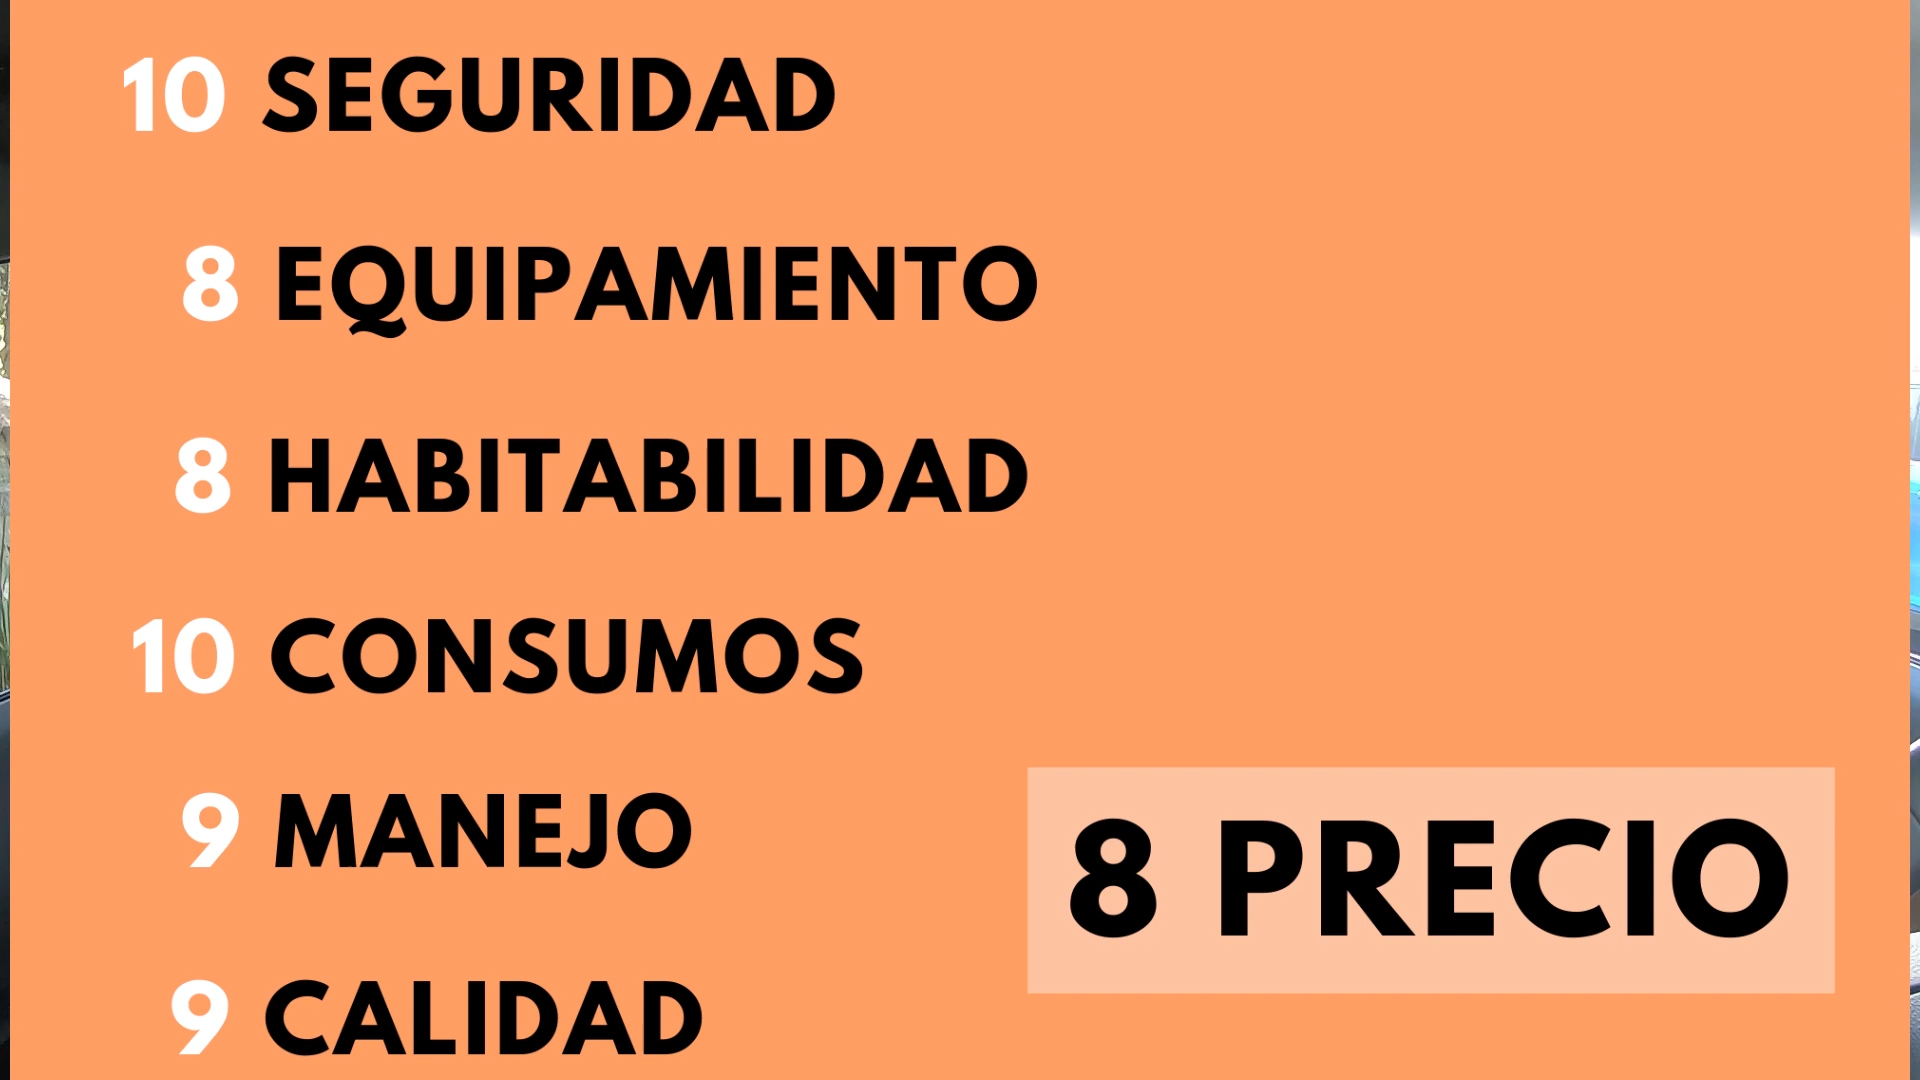 10 SEGURIDAD
8 EQUIPAMIENTO
8 HABITABILIDAD
10 CONSUMOS
9 MANEJO
8 PRECIO
9 CALIDAD